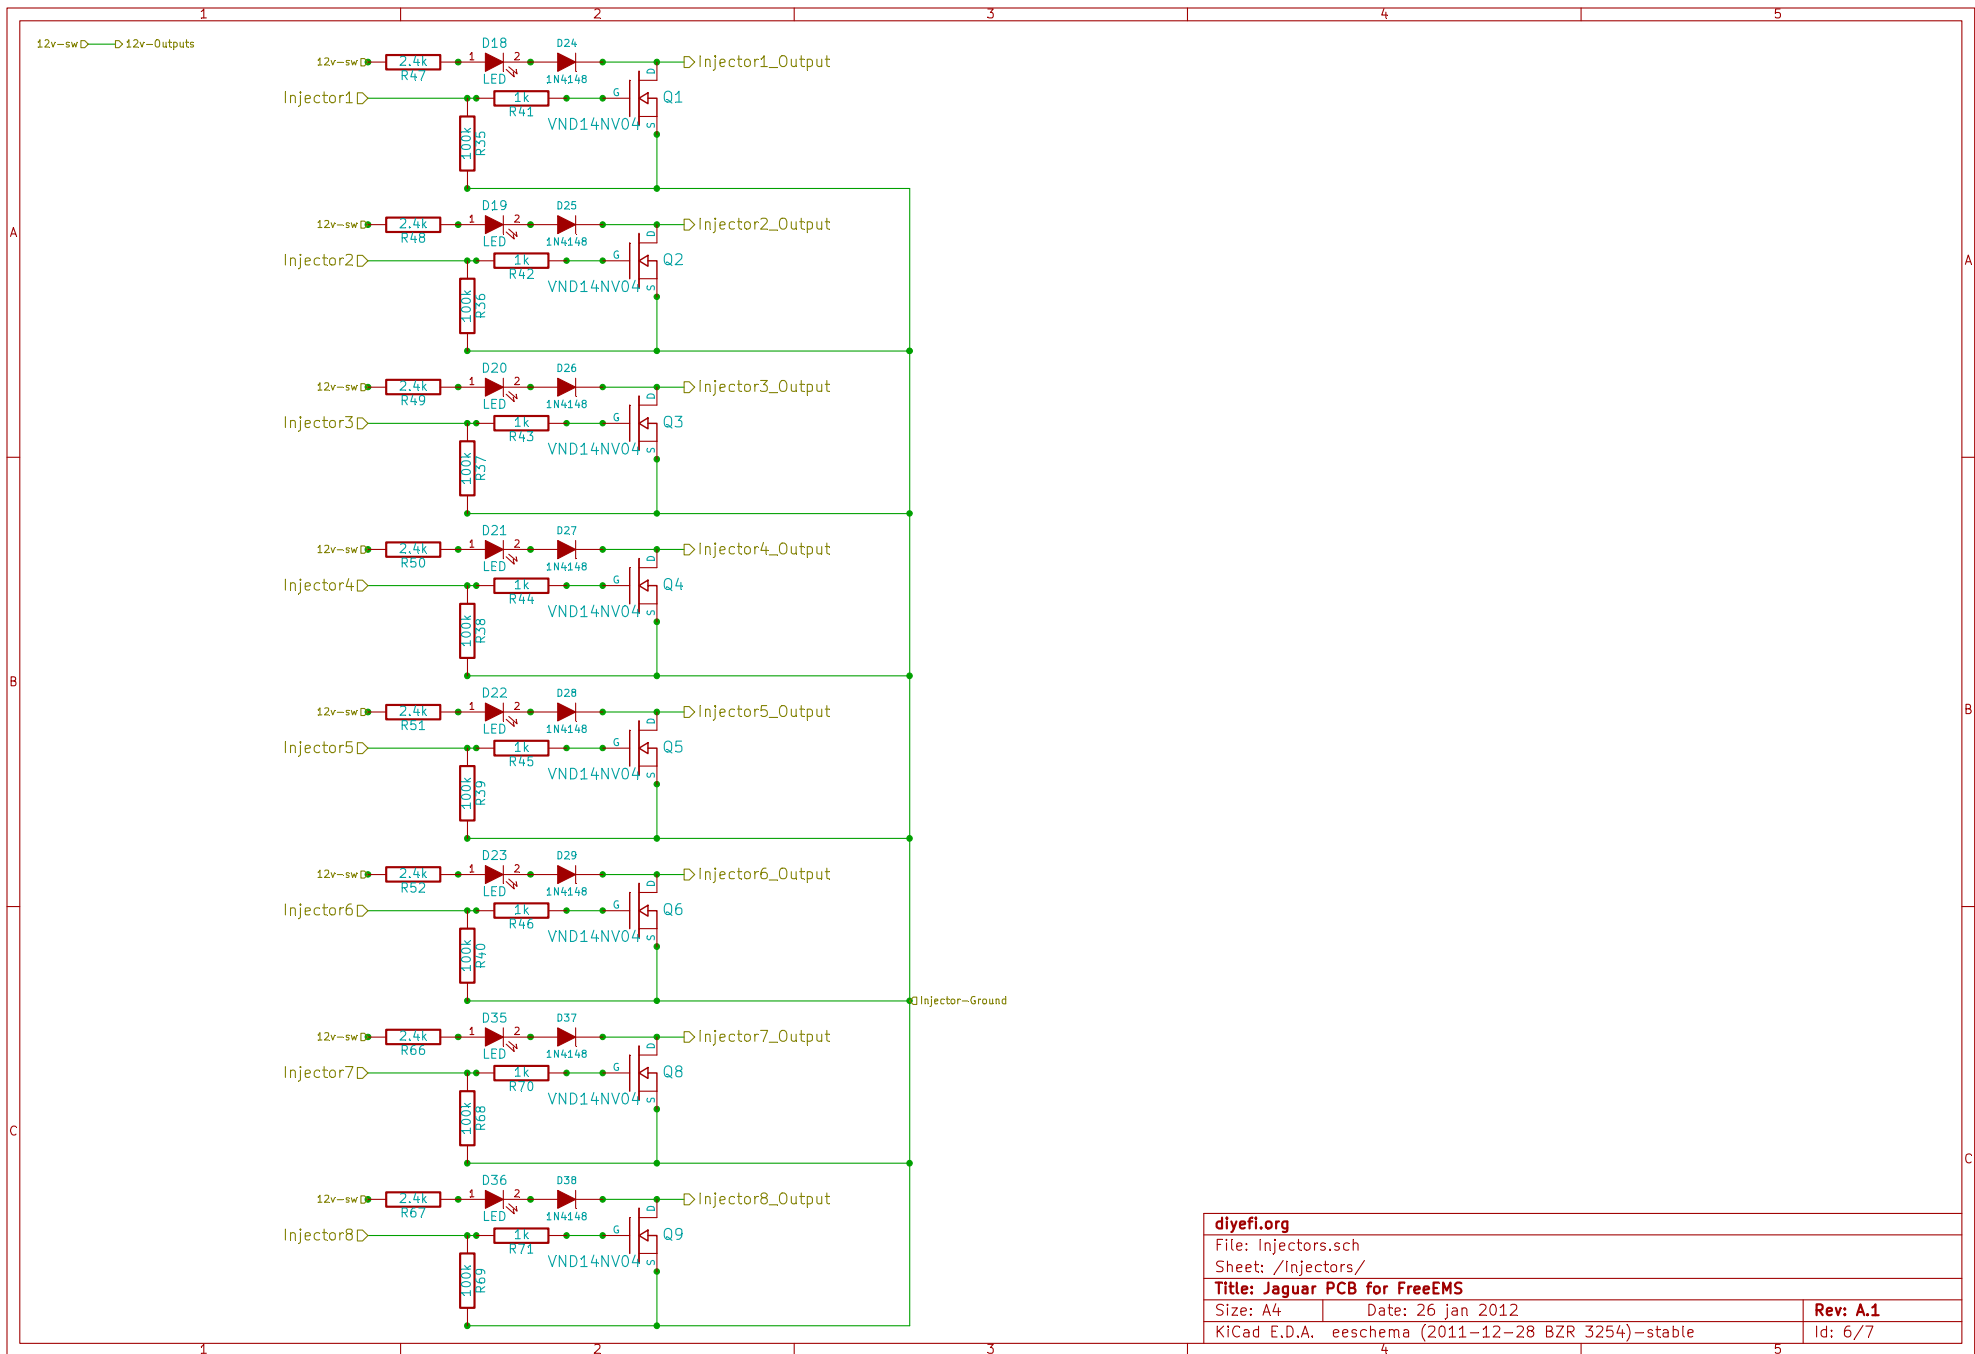 1 2 3 4 5
12v-sw 12v-Outputs
12v-sw 2.4k R47 1 D18 2 LED D24 1N4148 D Injector1_Output
Injector1 1k R41 G Q1
VND14NV04 S
100k R35
12v-sw 2.4k R48 1 D19 2 LED D25 1N4148 D Injector2_Output
A
Injector2 1k R42 G Q2
A
VND14NV04 S
100k R36
12v-sw 2.4k R49 1 D20 2 LED D26 1N4148 D Injector3_Output
Injector3 1k R43 G Q3
VND14NV04 S
100k R37
12v-sw 2.4k R50 1 D21 2 LED D27 1N4148 D Injector4_Output
Injector4 1k R44 G Q4
VND14NV04 S
100k R38
B
12v-sw 2.4k R51 1 D22 2 LED D28 1N4148 D Injector5_Output
B
Injector5 1k R45 G Q5
VND14NV04 S
100k R39
12v-sw 2.4k R52 1 D23 2 LED D29 1N4148 D Injector6_Output
Injector6 1k R46 G Q6
VND14NV04 S
100k R40
Injector-Ground
12v-sw 2.4k R66 1 D35 2 LED D37 1N4148 D Injector7_Output
Injector7 1k R70 G Q8
VND14NV04 S
100k R68
C
C
12v-sw 2.4k R67 1 D36 2 LED D38 1N4148 D Injector8_Output
Injector8 1k R71 G Q9
VND14NV04 S
100k R69
diyefi.org
File: Injectors.sch
Sheet: /Injectors/
Title: Jaguar PCB for FreeEMS
Size: A4 Date: 26 jan 2012 Rev: A.1
KiCad E.D.A. eeschema (2011-12-28 BZR 3254)-stable Id: 6/7
1 2 3 4 5